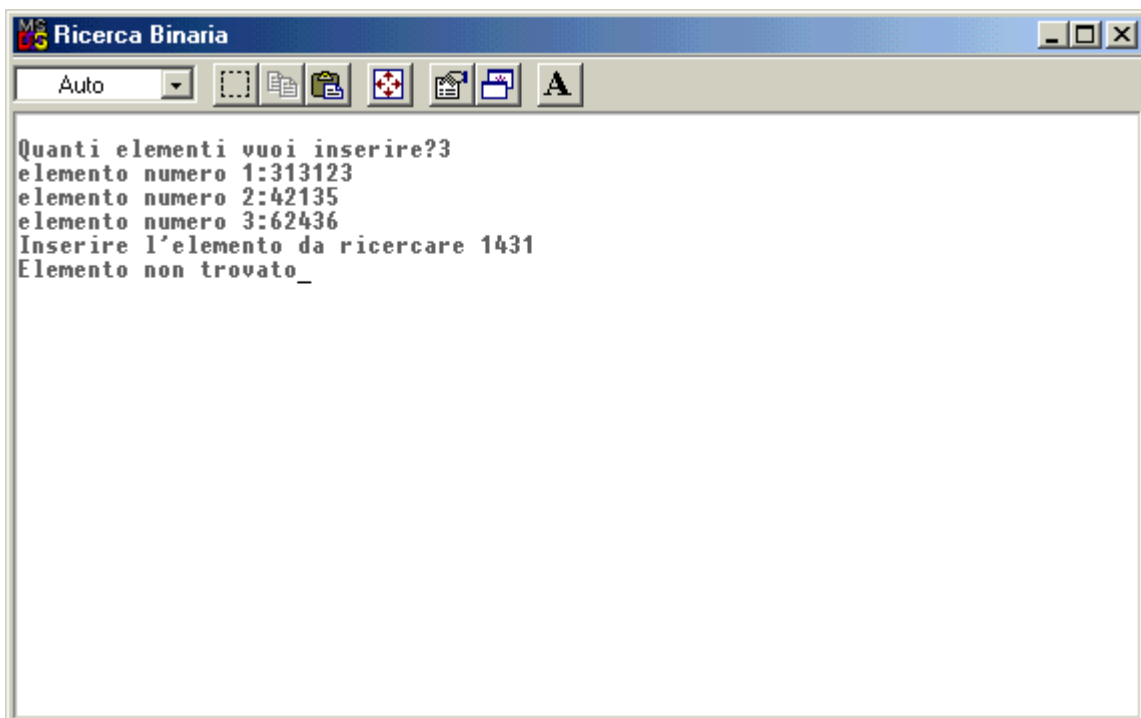 Ricerca Binaria
Auto
A
Quanti elementi vuoi inserire?3
elemento numero 1:313123
elemento numero 2:42135
elemento numero 3:62436
Inserire l'elemento da ricercare 1431
Elemento non trovato_